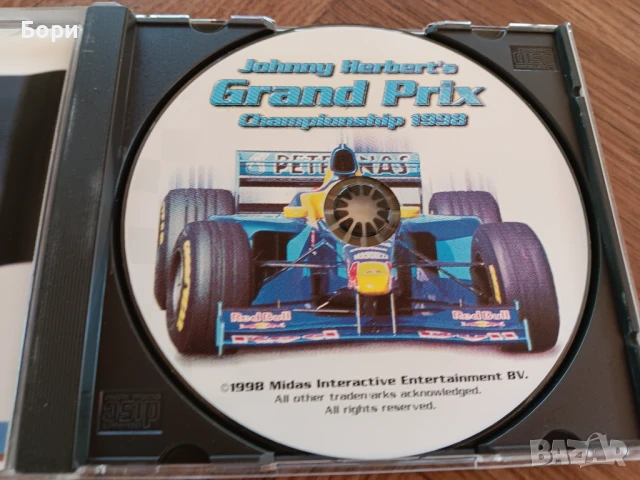 Бори
Johnny Herbert's
Grand Prix
Championship 1998
PETRONAS
Red Bull
Red Bull
©1998 Midas Interactive Entertainment BV.
All other tradenarks acknowledged.
All rights reserved.
BAZAR